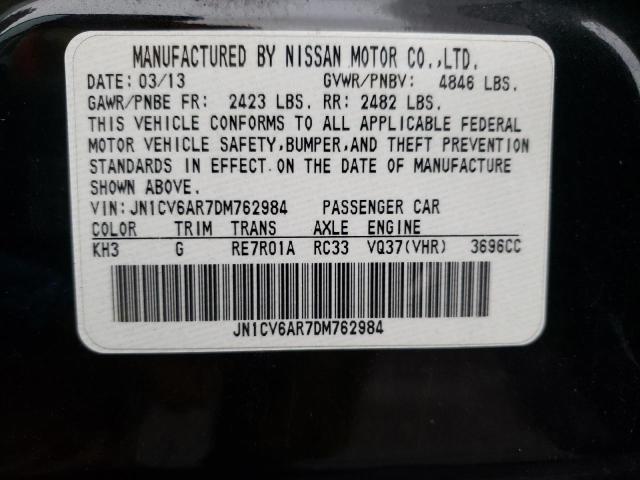 MANUFACTURED BY NISSAN MOTOR CO.,LTD.
DATE: 03/13 GVWR/PNBV: 4846 LBS.
GAWR/PNBE FR: 2423 LBS. RR: 2482 LBS.
THIS VEHICLE CONFORMS TO ALL APPLICABLE FEDERAL
MOTOR VEHICLE SAFETY,BUMPER,AND THEFT PREVENTION
STANDARDS IN EFFECT ON THE DATE OF MANUFACTURE
SHOWN ABOVE.
VIN:JN1CV6AR7DM762984 PASSENGER CAR
COLOR TRIM TRANS AXLE ENGINE
KH3 G RE7R01A RC33 VQ37(VHR) 3696CC
JN1CV6AR7DM762984